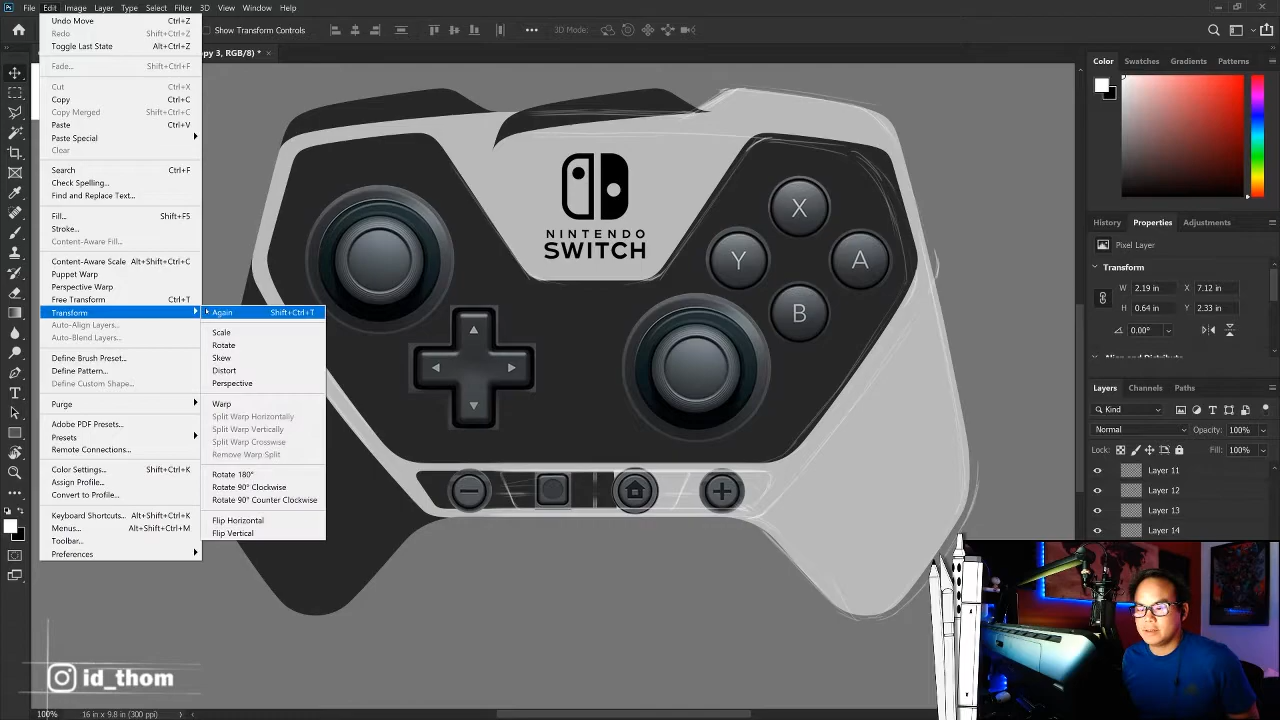 Ps File Edit Image Layer Type Select Filter 3D View Window Help
Show Transform Controls
3D Mode:
opy 3, RGB/8) *
Undo Move Ctrl+Z
Redo Shift+Ctrl+Z
Toggle Last State Alt+Ctrl+Z
Fade... Shift+Ctrl+F
Cut Ctrl+X
Copy Ctrl+C
Copy Merged Shift+Ctrl+C
Paste Ctrl+V
Paste Special
Clear
Search Ctrl+F
Check Spelling...
Find and Replace Text...
Fill... Shift+F5
Stroke...
Content-Aware Fill...
Content-Aware Scale Alt+Shift+Ctrl+C
Puppet Warp
Perspective Warp
Free Transform Ctrl+T
Transform
Auto-Align Layers...
Auto-Blend Layers...
Define Brush Preset...
Define Pattern...
Define Custom Shape...
Purge
Adobe PDF Presets...
Presets
Remote Connections...
Color Settings... Shift+Ctrl+K
Assign Profile...
Convert to Profile...
Keyboard Shortcuts... Alt+Shift+Ctrl+K
Menus... Alt+Shift+Ctrl+M
Toolbar...
Preferences
Again Shift+Ctrl+T
Scale
Rotate
Skew
Distort
Perspective
Warp
Split Warp Horizontally
Split Warp Vertically
Split Warp Crosswise
Remove Warp Split
Rotate 180°
Rotate 90° Clockwise
Rotate 90° Counter Clockwise
Flip Horizontal
Flip Vertical
NINTENDO
SWITCH
X
Y
A
B
Color Swatches Gradients Patterns
History Properties Adjustments
Pixel Layer
Transform
W 2.19 in X 7.12 in
H 0.64 in Y 2.33 in
0.00°
Align and Distribute
Layers Channels Paths
Kind
Normal Opacity: 100%
Lock: Fill: 100%
Layer 11
Layer 12
Layer 13
Layer 14
id_thom
100% 16 in x 9.8 in (300 ppi)